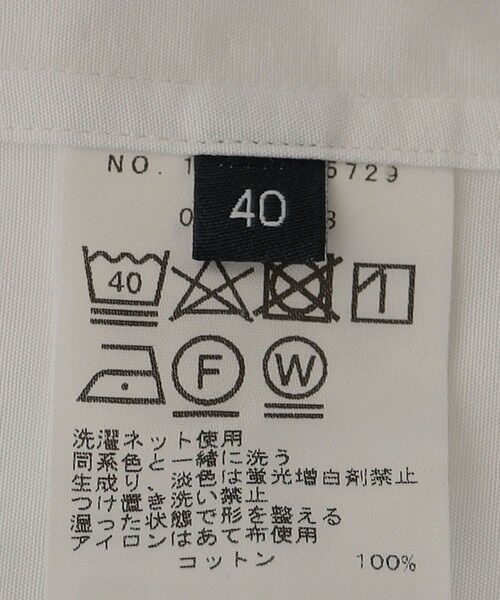 NO. 1 5729
0 3
40
40
F W
洗濯ネット使用
同系色と一緒に洗う
生成り、淡色は蛍光増白剤禁止
つけ置き洗い禁止
湿った状態で形を整える
アイロンはあて布使用
コットン 100%